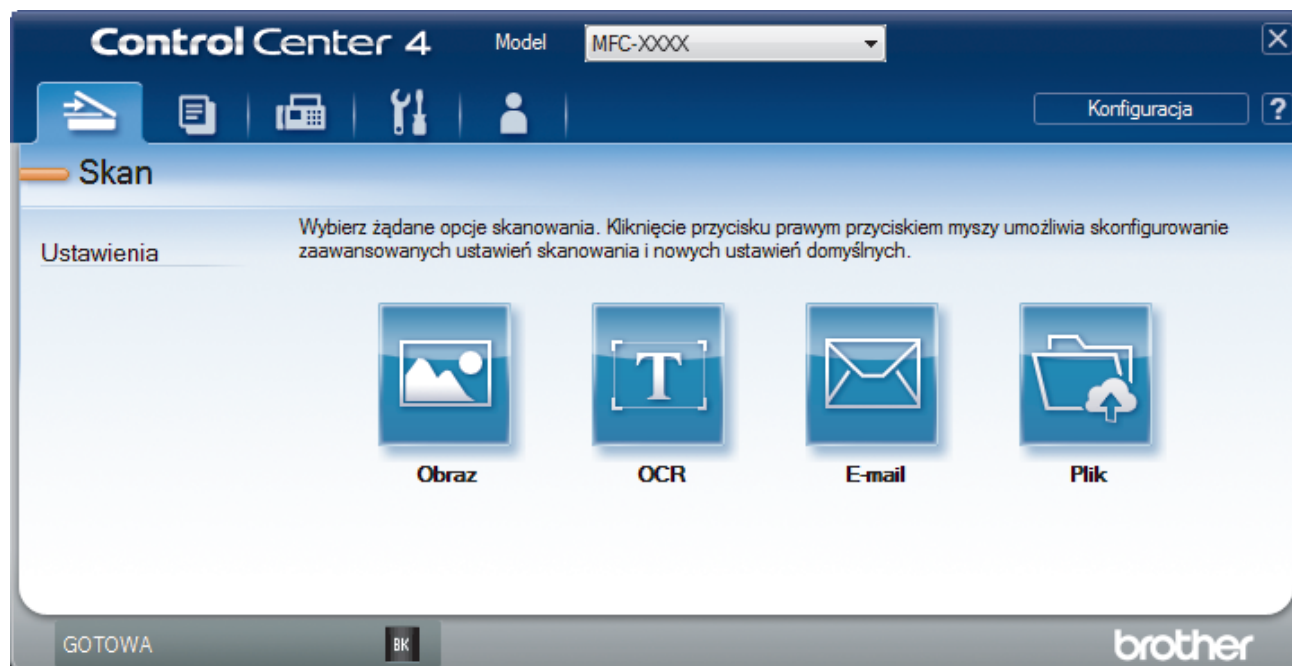 ControlCenter 4 Model MFC-XXXX
Konfiguracja ?
Skan
Ustawienia
Wybierz żądane opcje skanowania. Kliknięcie przycisku prawym przyciskiem myszy umożliwia skonfigurowanie
zaawansowanych ustawień skanowania i nowych ustawień domyślnych.
T
Obraz OCR E-mail Plik
GOTOWA BK brother